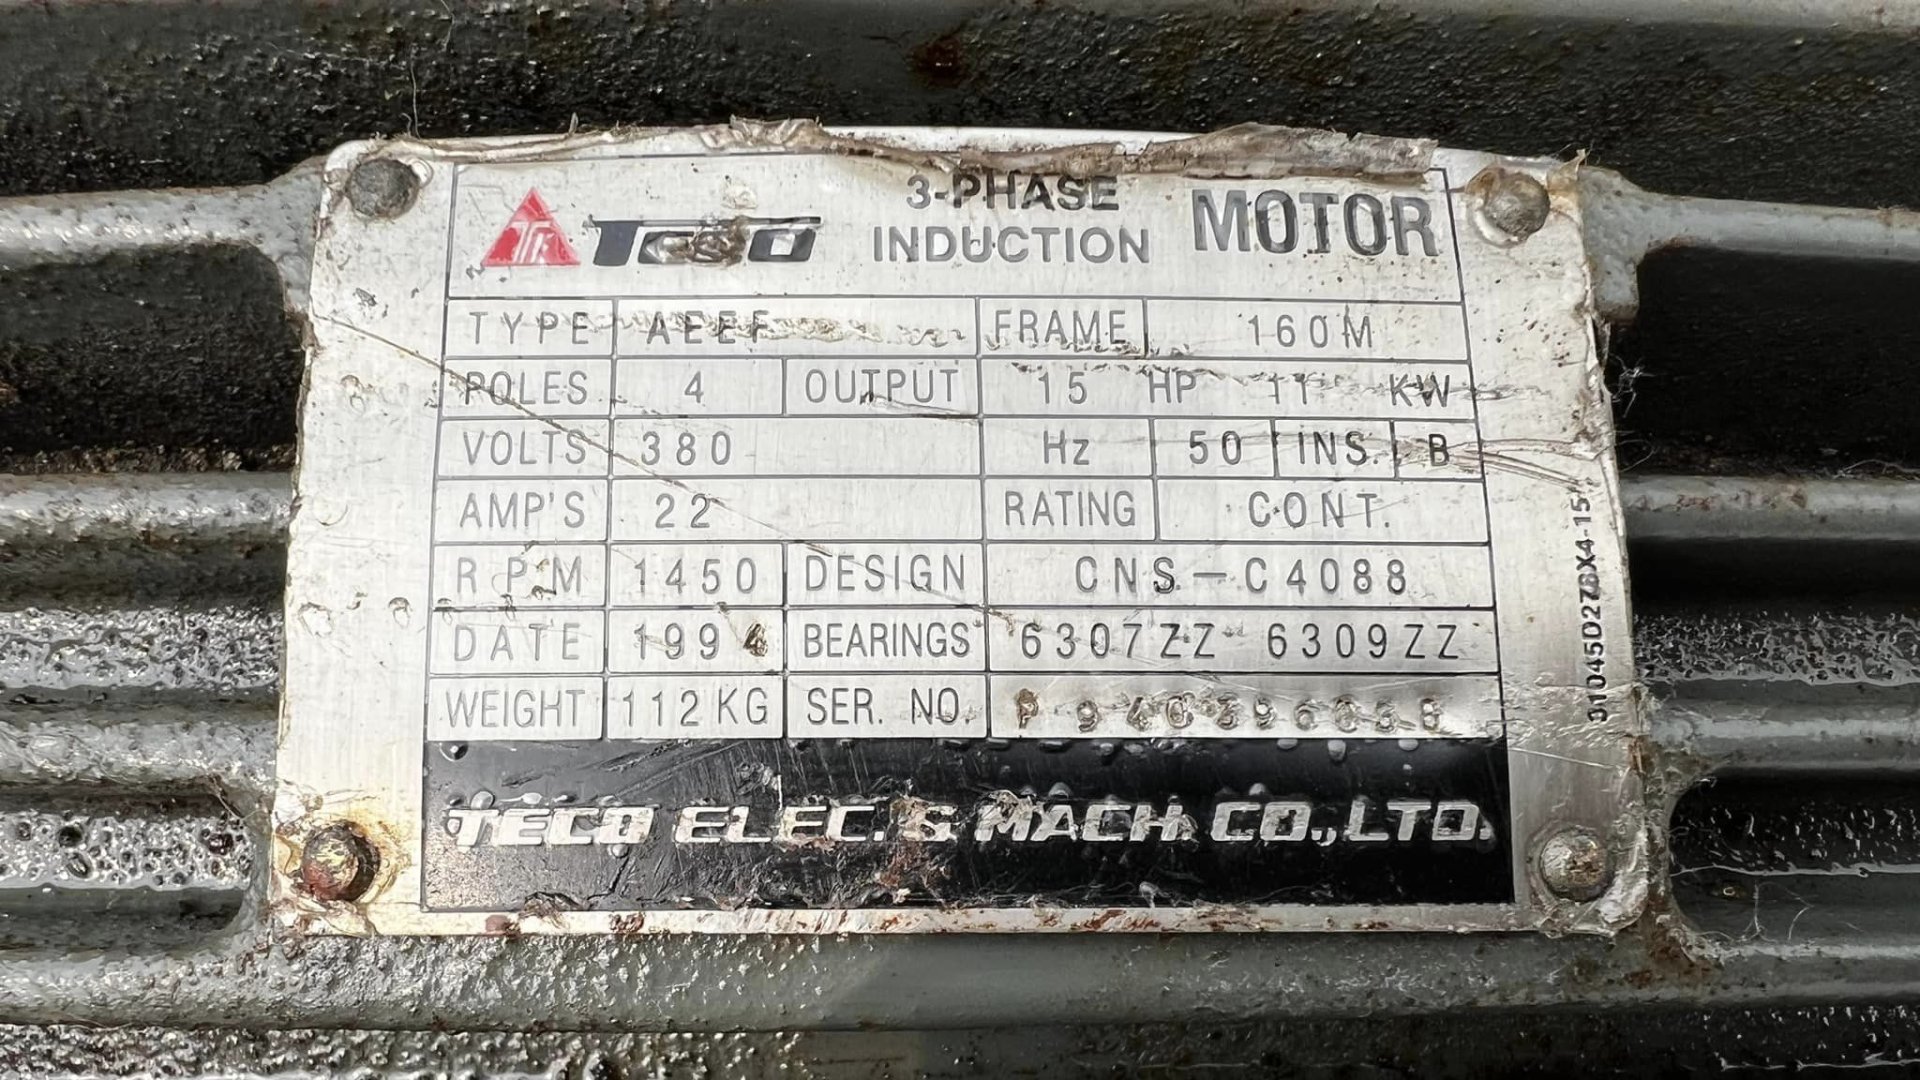 TECO 3-PHASE INDUCTION MOTOR
TYPE AEEF FRAME 160M
POLES 4 OUTPUT 15 HP 11 KW
VOLTS 380 Hz 50 INS. B
AMP'S 22 RATING CONT.
RPM 1450 DESIGN CNS-C4088
DATE 1994 BEARINGS 6307ZZ 6309ZZ
WEIGHT 112KG SER. NO.
TECO ELEC. & MACH. CO., LTD.